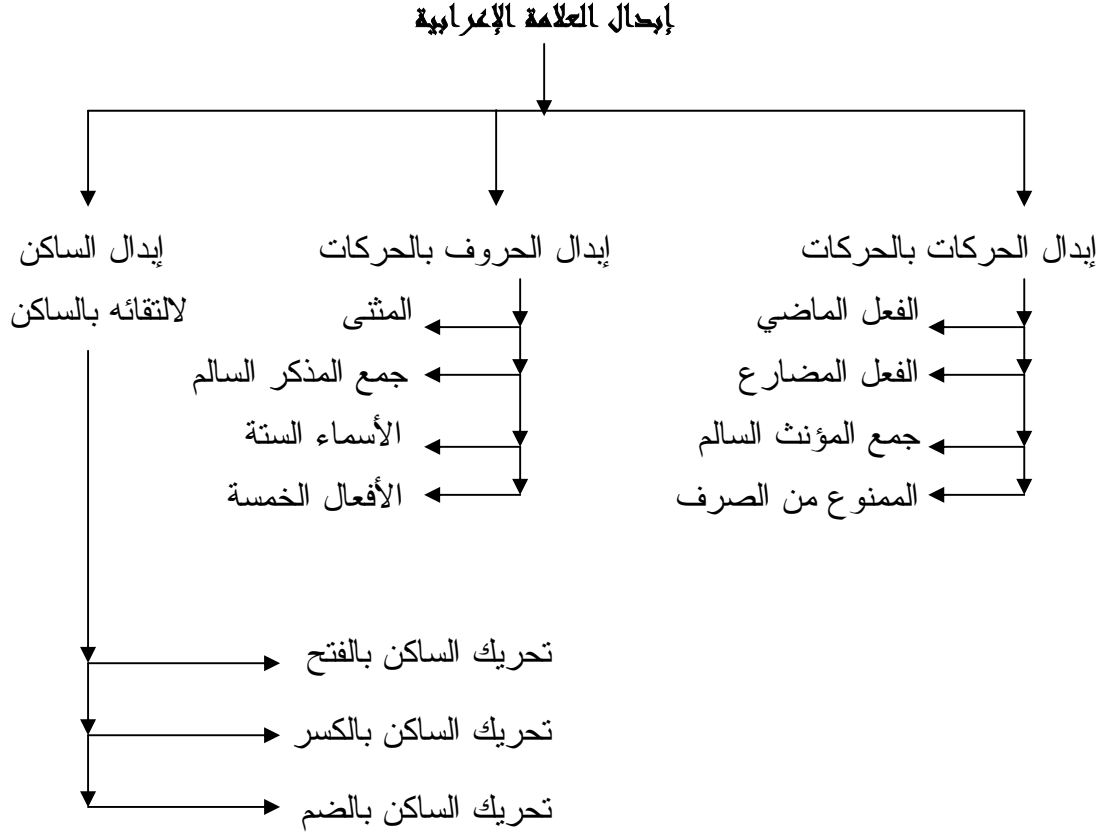 إبدال العلامة الإعرابية
إبدال الحركات بالحركات
الفعل الماضي
الفعل المضارع
جمع المؤنث السالم
الممنوع من الصرف
إبدال الحروف بالحركات
المثنى
جمع المذكر السالم
الأسماء الستة
الأفعال الخمسة
إبدال الساكن
لالتقائه بالساكن
تحريك الساكن بالفتح
تحريك الساكن بالكسر
تحريك الساكن بالضم